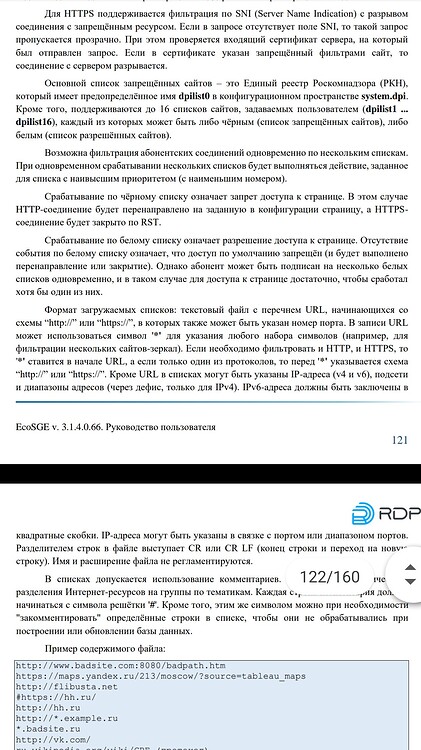 Для HTTPS поддерживается фильтрация по SNI (Server Name Indication) с разрывом
соединения с запрещённым ресурсом. Если в запросе отсутствует поле SNI, то такой запрос
пропускается прозрачно. При этом проверяется входящий сертификат сервера, на который
был отправлен запрос. Если в сертификате указан запрещённый фильтрами сайт, то
соединение с сервером разрывается.
Основной список запрещённых сайтов – это Единый реестр Роскомнадзора (РКН),
который имеет предопределённое имя dpilist0 в конфигурационном пространстве system.dpi.
Кроме того, поддерживаются до 16 списков сайтов, задаваемых пользователем (dpilist1 ...
dpilist16), каждый из которых может быть либо чёрным (список запрещённых сайтов), либо
белым (список разрешённых сайтов).
Возможна фильтрация абонентских соединений одновременно по нескольким спискам.
При одновременном срабатывании нескольких списков будет выполняться действие, заданное
для списка с наивысшим приоритетом (с наименьшим номером).
Срабатывание по чёрному списку означает запрет доступа к странице. В этом случае
HTTP-соединение будет перенаправлено на заданную в конфигурации страницу, а HTTPS-
соединение будет закрыто по RST.
Срабатывание по белому списку означает разрешение доступа к странице. Отсутствие
события по белому списку означает, что доступ по умолчанию запрещён (и будет выполнено
перенаправление или закрытие). Однако абонент может быть подписан на несколько белых
списков одновременно, и в таком случае для доступа к странице достаточно, чтобы сработал
хотя бы один из них.
Формат загружаемых списков: текстовый файл с перечнем URL, начинающихся со
схемы “http://” или “https://”, в которых также может быть указан номер порта. В записи URL
может использоваться символ '*' для указания любого набора символов (например, для
фильтрации нескольких сайтов-зеркал). Если необходимо фильтровать и HTTP, и HTTPS, то
'*' ставится в начале URL, а если только один из протоколов, то перед '*' указывается схема
“http://” или “https://”. Кроме URL в списках могут быть указаны IP-адреса (v4 и v6), подсети
и диапазоны адресов (через дефис, только для IPv4). IPv6-адреса должны быть заключены в
EcoSGE v. 3.1.4.0.66. Руководство пользователя
121
RDP
квадратные скобки. IP-адреса могут быть указаны в связке с портом или диапазоном портов.
Разделителем строк в файле выступает CR или CR LF (конец строки и переход на новую
строку). Имя и расширение файла не регламентируются.
В списках допускается использование комментариев.
122/160
разделения Интернет-ресурсов на группы по тематикам. Каждая
начинаться с символа решётки '#'. Кроме того, этим же символом можно при необходимости
"закомментировать" определённые строки в списке, чтобы они не обрабатывались при
построении или обновлении базы данных.
Пример содержимого файла:
http://www.badsite.com:8080/badpath.htm
https://maps.yandex.ru/213/moscow/?source=tableau_maps
http://flibusta.net
#https://hh.ru/
http://hh.ru
http://*.example.ru
*.badsite.ru
http://vk.com/